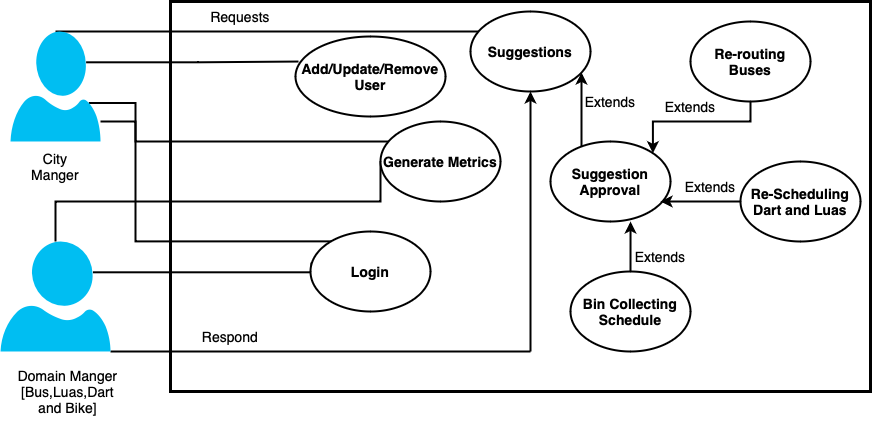 Requests
Suggestions
Re-routing
Buses
Add/Update/Remove
User
Extends
Extends
City
Manger
Generate Metrics
Suggestion
Approval
Extends
Re-Scheduling
Dart and Luas
Login
Extends
Bin Collecting
Schedule
Respond
Domain Manger
[Bus,Luas,Dart
and Bike]